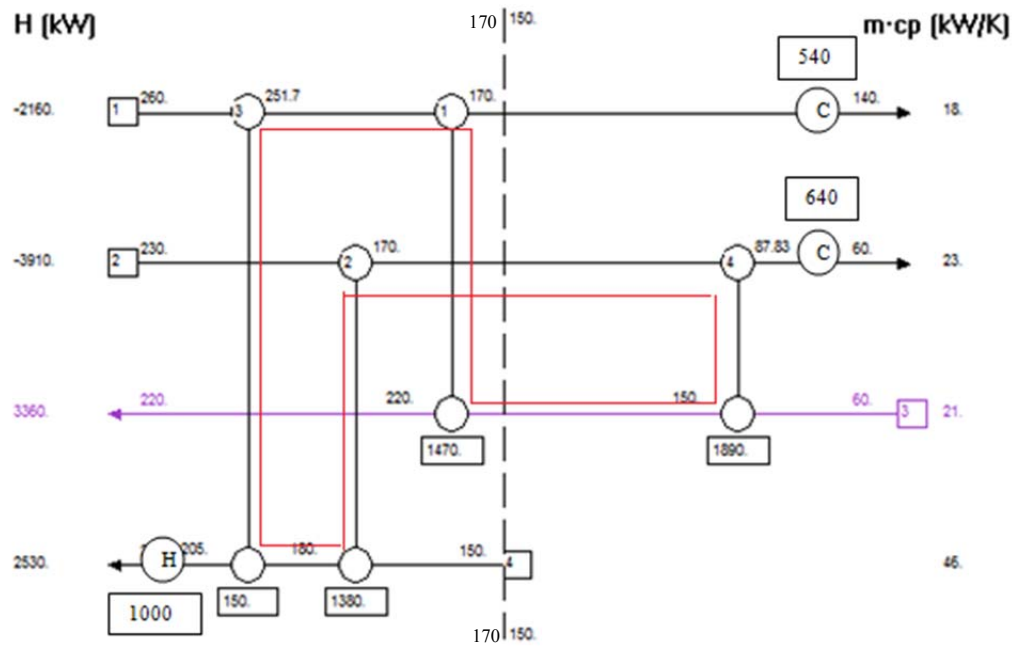 170 150.
H (kW) m·cp (kW/K)
540
-2160. 1 260. 3 251.7 1 170. C 140. 18.
640
-3910. 2 230. 2 170. 4 87.83 C 60. 23.
3360. 220. 220. 150. 60. 3 21.
1470. 1890.
2530. H 205. 180. 150. 4 46.
150. 1380.
1000
170 150.